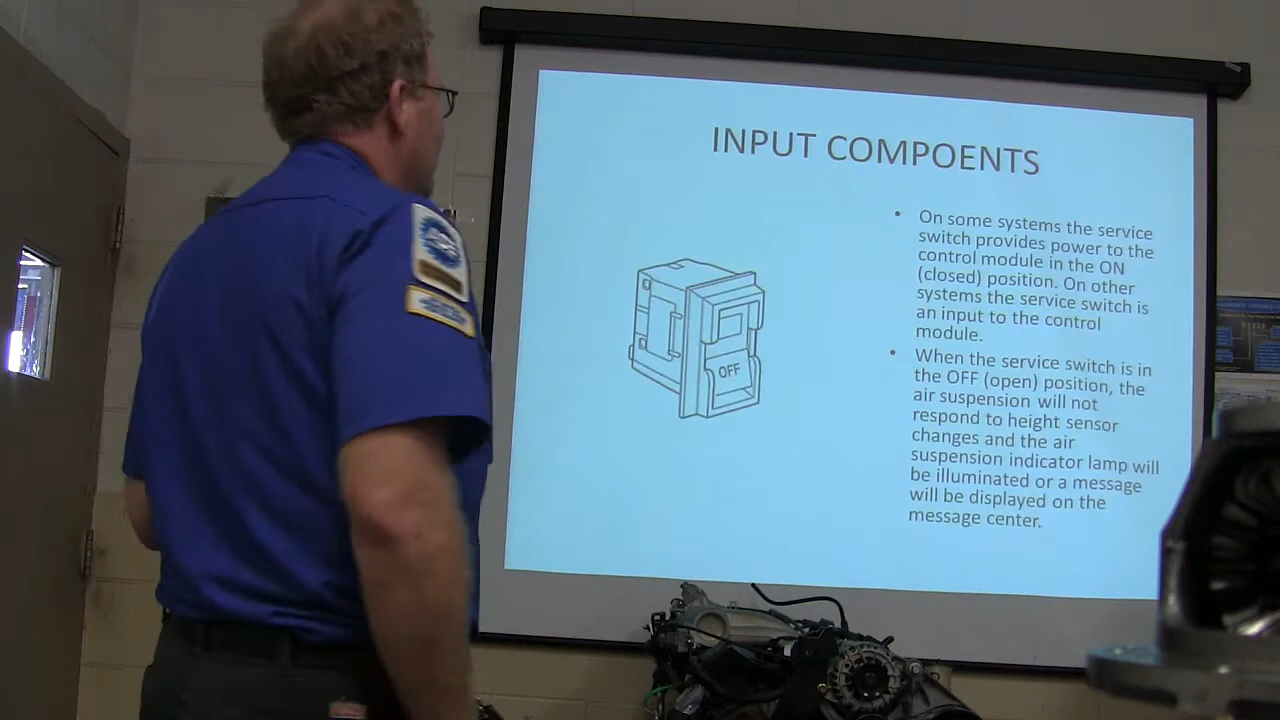 INPUT COMPOENTS
• On some systems the service
switch provides power to the
control module in the ON
(closed) position. On other
systems the service switch is
an input to the control
module.
• When the service switch is in
the OFF (open) position, the
air suspension will not
respond to height sensor
changes and the air
suspension indicator lamp will
be illuminated or a message
will be displayed on the
message center.
OFF